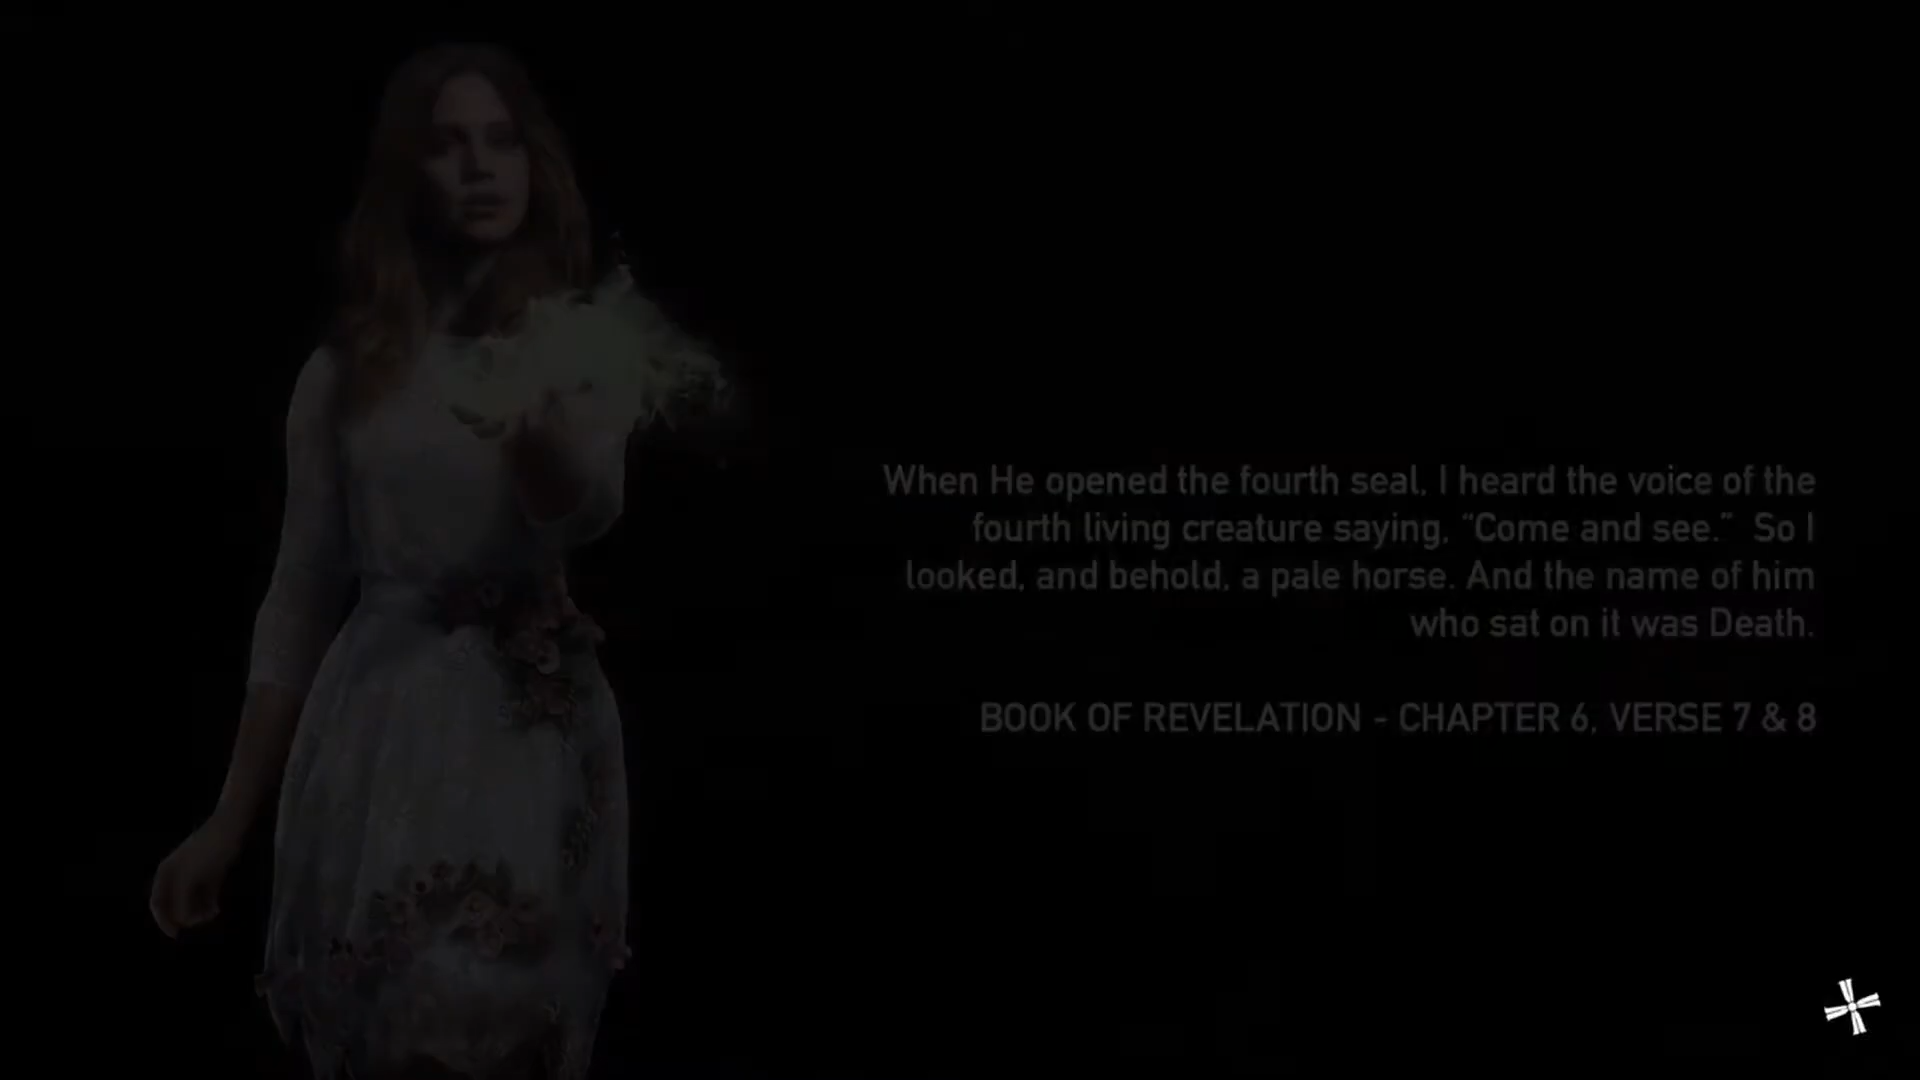 When He opened the fourth seal, I heard the voice of the
fourth living creature saying, “Come and see.”  So I
looked, and behold, a pale horse. And the name of him
who sat on it was Death.
BOOK OF REVELATION - CHAPTER 6, VERSE 7 & 8